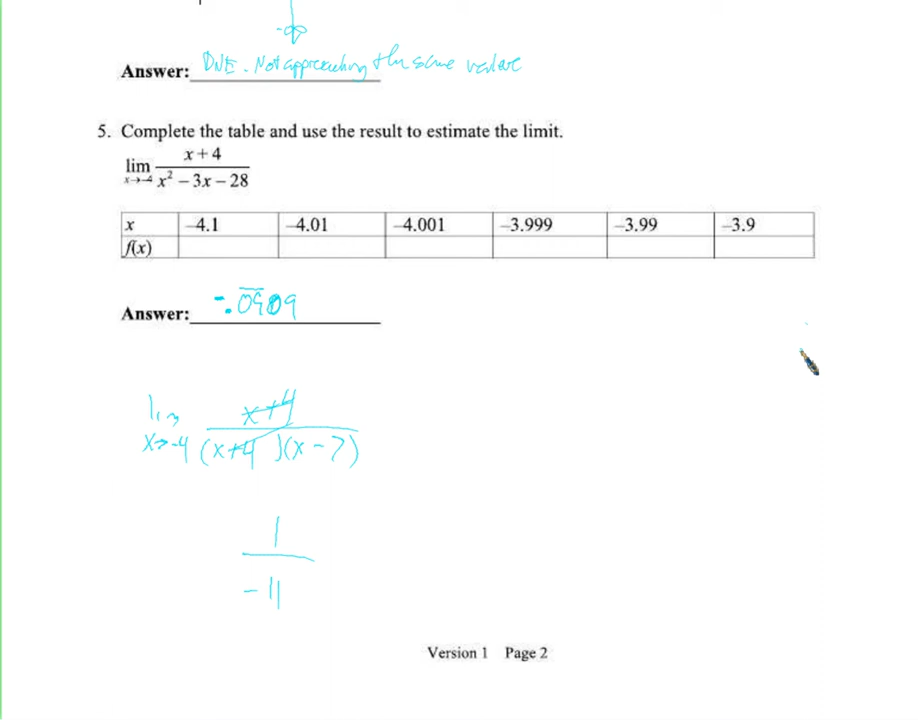 Answer: DNE. Not approaching the same value
5. Complete the table and use the result to estimate the limit.
lim x→-4 x + 4 / x² – 3x – 28
x –4.1 –4.01 –4.001 –3.999 –3.99 –3.9
f(x)
Answer: -.0909
lim x→-4 x+4 / (x+4)(x-7)
1
-11
Version 1 Page 2